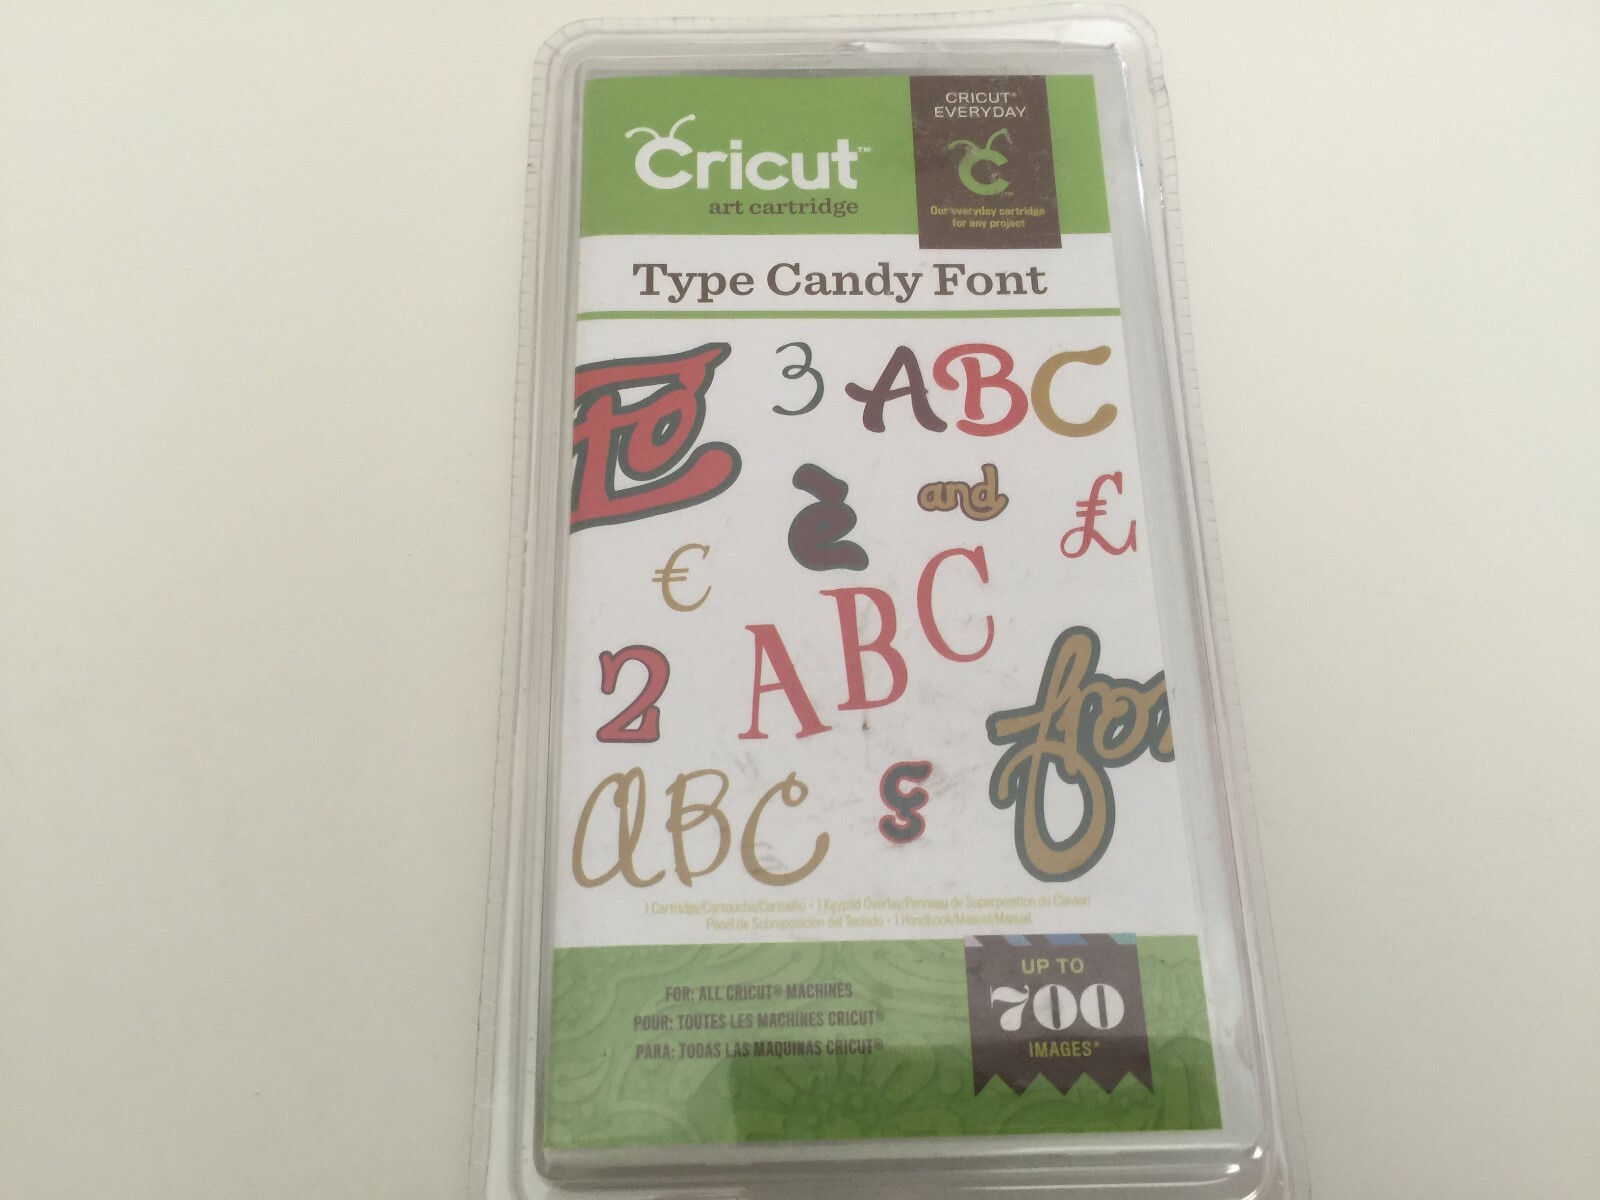 Cricut™
art cartridge
CRICUT®
EVERYDAY
C
Our everyday cartridge
for any project
Type Candy Font
to
3
ABC
è
and
£
€
ABC
2
for
ABC
ç
1 Cartridge/Cartouche/Cartucho • 1 Keypad Overlay/Panneau de Superposition du Clavier/
Panel de Sobreposición del Teclado • 1 Handbook/Manuel/Manual
FOR: ALL CRICUT® MACHINES
POUR: TOUTES LES MACHINES CRICUT®
PARA: TODAS LAS MAQUINAS CRICUT®
UP TO
700
IMAGES*